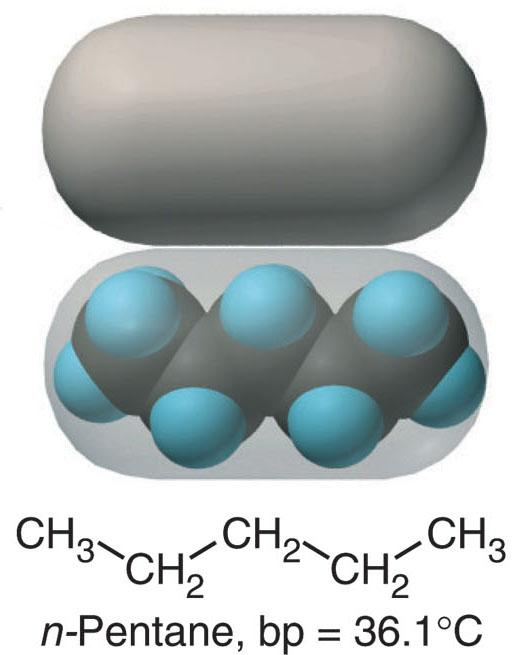 CH3 CH2 CH3
CH2 CH2
n-Pentane, bp = 36.1°C